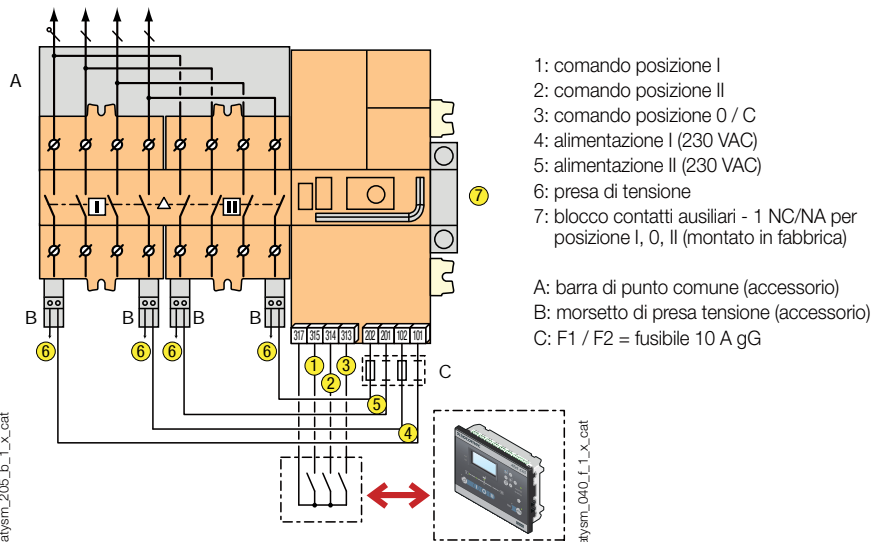 A
I
II
7
B
B
B
B
6
6
6
6
317
315
314
313
202
201
102
101
1
2
3
C
5
4
atysm_205_b_1_x_cat
atysm_040_f_1_x_cat
1: comando posizione I
2: comando posizione II
3: comando posizione 0 / C
4: alimentazione I (230 VAC)
5: alimentazione II (230 VAC)
6: presa di tensione
7: blocco contatti ausiliari - 1 NC/NA per
posizione I, 0, II (montato in fabbrica)
A: barra di punto comune (accessorio)
B: morsetto di presa tensione (accessorio)
C: F1 / F2 = fusibile 10 A gG